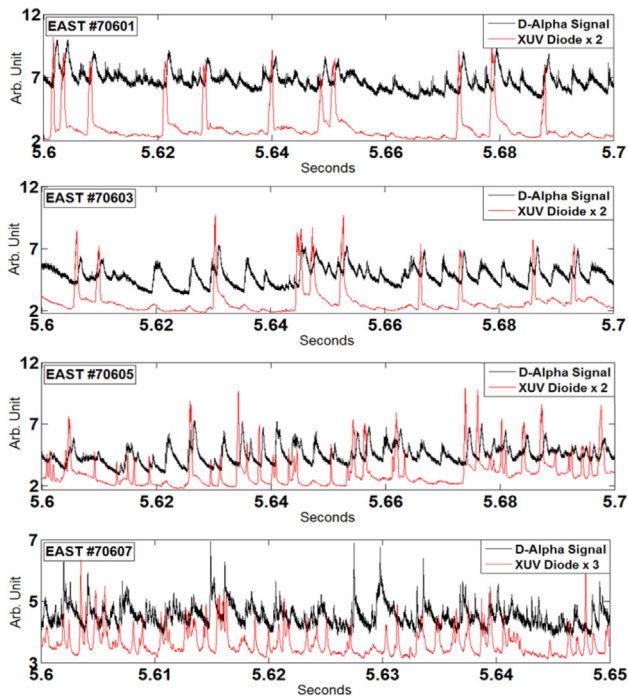 EAST #70601
D-Alpha Signal
XUV Diode x 2
Arb. Unit
12
7
2
5.6 5.62 5.64 5.66 5.68 5.7
Seconds
EAST #70603
D-Alpha Signal
XUV Dioide x 2
Arb. Unit
12
7
2
5.6 5.62 5.64 5.66 5.68 5.7
Seconds
EAST #70605
D-Alpha Signal
XUV Diode x 2
Arb. Unit
12
7
2
5.6 5.62 5.64 5.66 5.68 5.7
Seconds
EAST #70607
D-Alpha Signal
XUV Diode x 3
Arb. Unit
7
5
3
5.6 5.61 5.62 5.63 5.64 5.65
Seconds